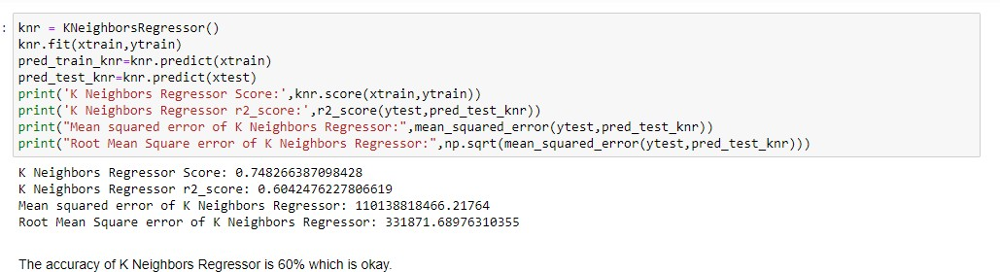 : knr = KNeighborsRegressor()
knr.fit(xtrain,ytrain)
pred_train_knr=knr.predict(xtrain)
pred_test_knr=knr.predict(xtest)
print('K Neighbors Regressor Score:',knr.score(xtrain,ytrain))
print('K Neighbors Regressor r2_score:',r2_score(ytest,pred_test_knr))
print("Mean squared error of K Neighbors Regressor:",mean_squared_error(ytest,pred_test_knr))
print("Root Mean Square error of K Neighbors Regressor:",np.sqrt(mean_squared_error(ytest,pred_test_knr)))
K Neighbors Regressor Score: 0.748266387098428
K Neighbors Regressor r2_score: 0.6042476227806619
Mean squared error of K Neighbors Regressor: 110138818466.21764
Root Mean Square error of K Neighbors Regressor: 331871.68976310355
The accuracy of K Neighbors Regressor is 60% which is okay.